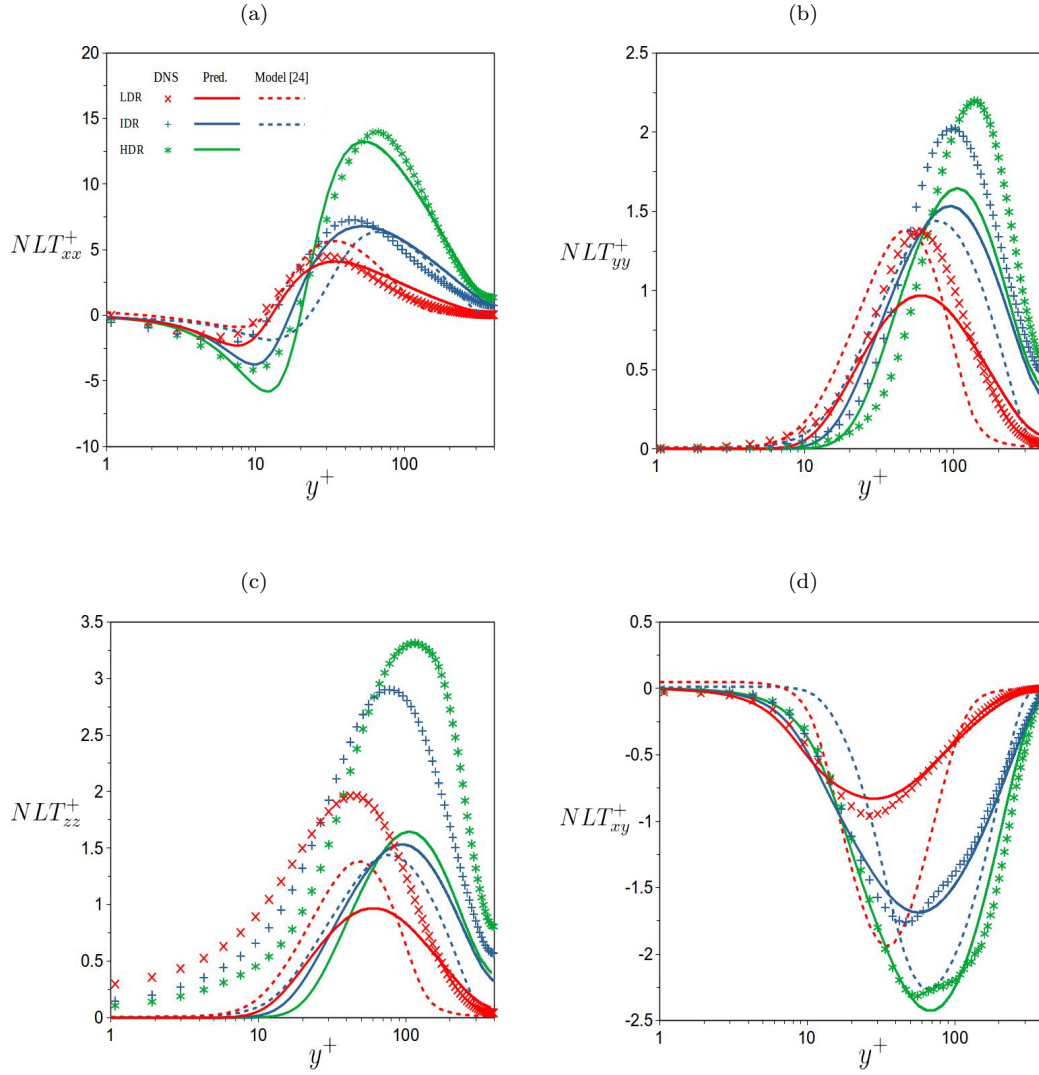 (a)
20
15
10
5
0
-5
-10
NLT⁺xx
DNS Pred. Model [24]
LDR
IDR
HDR
1 10 100
y⁺
(b)
2.5
2
1.5
1
0.5
0
NLT⁺yy
1 10 100
y⁺
(c)
3.5
3
2.5
2
1.5
1
0.5
0
NLT⁺zz
1 10 100
y⁺
(d)
0.5
0
-0.5
-1
-1.5
-2
-2.5
NLT⁺xy
1 10 100
y⁺